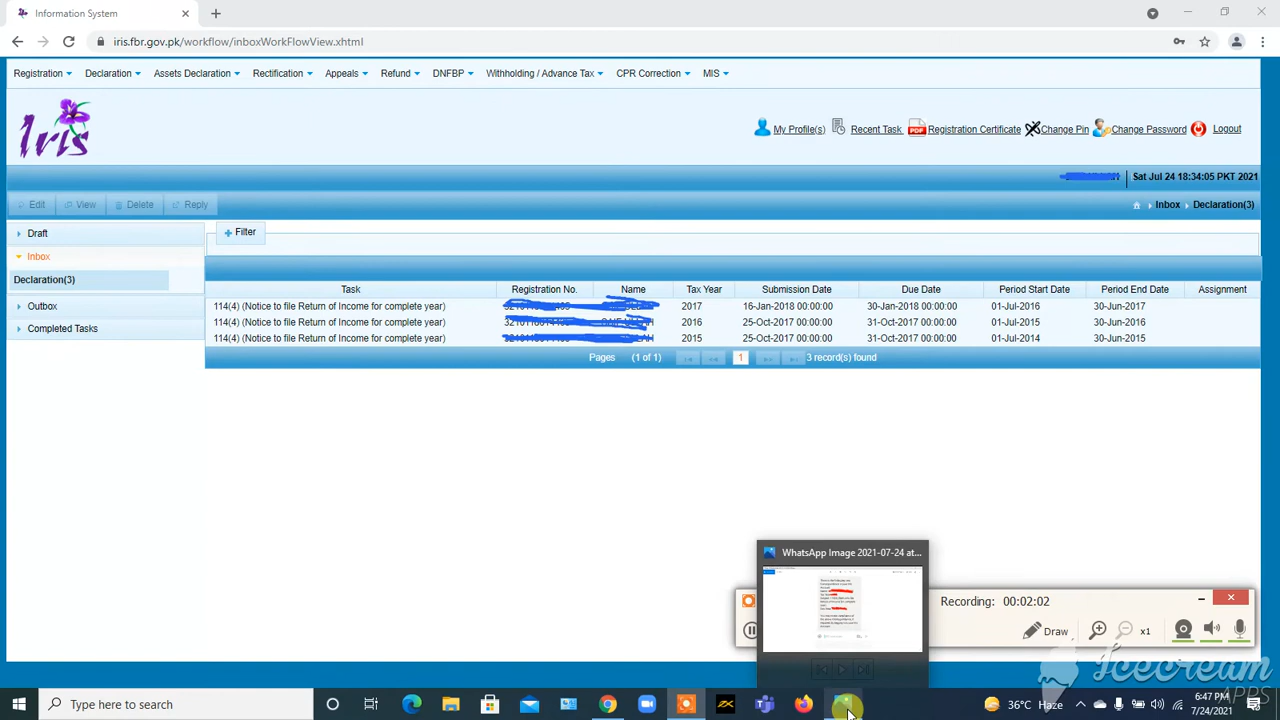 Information System
iris.fbr.gov.pk/workflow/inboxWorkFlowView.xhtml
Registration Declaration Assets Declaration Rectification Appeals Refund DNFBP Withholding / Advance Tax CPR Correction MIS
Iris
My Profile(s) Recent Task PDF Registration Certificate Change Pin Change Password Logout
Sat Jul 24 18:34:05 PKT 2021
Edit View Delete Reply
Inbox Declaration(3)
Draft
Filter
Inbox
Declaration(3)
Outbox
Completed Tasks
Task Registration No. Name Tax Year Submission Date Due Date Period Start Date Period End Date Assignment
114(4) (Notice to file Return of Income for complete year) 2017 16-Jan-2018 00:00:00 30-Jan-2018 00:00:00 01-Jul-2016 30-Jun-2017
114(4) (Notice to file Return of Income for complete year) 2016 25-Oct-2017 00:00:00 31-Oct-2017 00:00:00 01-Jul-2015 30-Jun-2016
114(4) (Notice to file Return of Income for complete year) 2015 25-Oct-2017 00:00:00 31-Oct-2017 00:00:00 01-Jul-2014 30-Jun-2015
Pages (1 of 1) 1 3 record(s) found
WhatsApp Image 2021-07-24 at...
Recording: 00:02:02
Draw x1
Icecream
APPS
Type here to search
36°C Haze
6:47 PM
7/24/2021